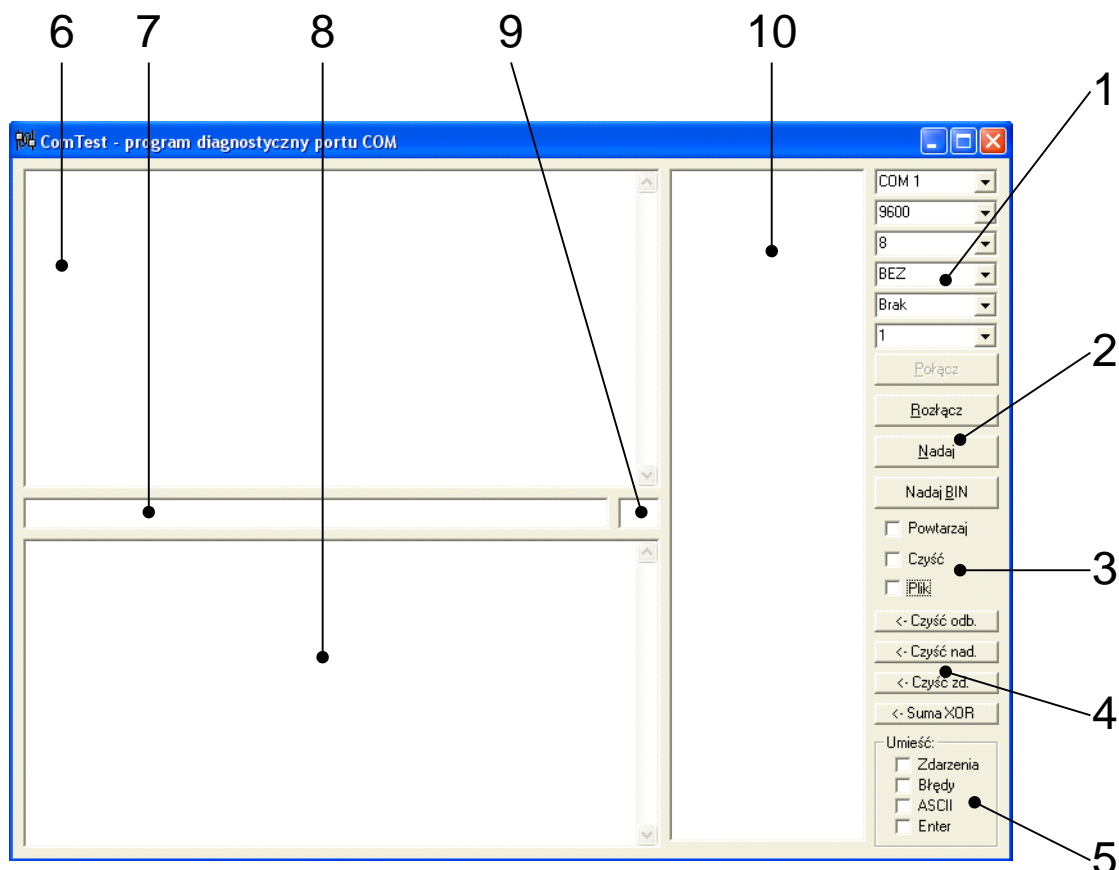 6 7 8 9 10
1
ComTest - program diagnostyczny portu COM
COM 1
9600
8
BEZ
Brak
1
Połącz
2
Rozłącz
Nadaj
Nadaj BIN
Powtarzaj
Czyść
3
Plik
<- Czyść odb.
<- Czyść nad.
<- Czyść zd.
4
<- Suma XOR
Umieść:
Zdarzenia
Błędy
ASCII
Enter
5